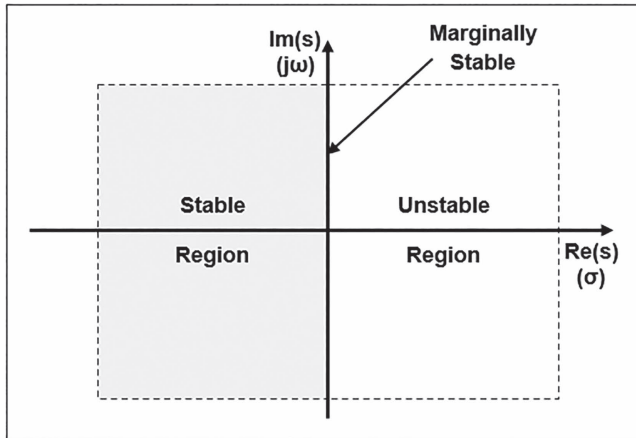 Im(s)
(jω)
Marginally
Stable
Stable
Unstable
Region
Region
Re(s)
(σ)